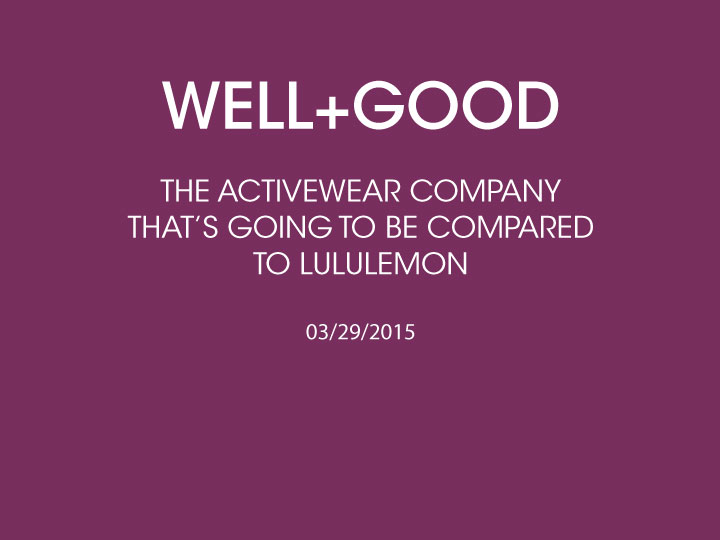 WELL+GOOD
THE ACTIVEWEAR COMPANY
THAT'S GOING TO BE COMPARED
TO LULULEMON
03/29/2015